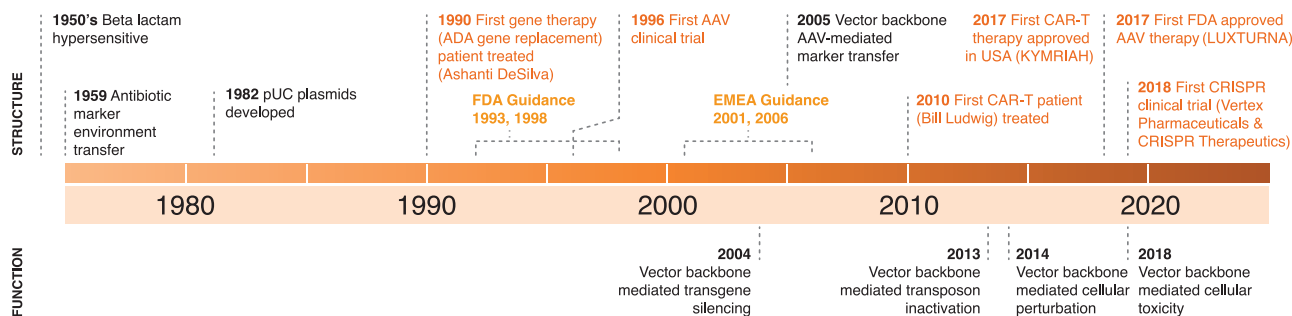 STRUCTURE
1950's Beta lactam
hypersensitive
1959 Antibiotic
marker
environment
transfer
1982 pUC plasmids
developed
1990 First gene therapy
(ADA gene replacement)
patient treated
(Ashanti DeSilva)
FDA Guidance
1993, 1998
1996 First AAV
clinical trial
EMEA Guidance
2001, 2006
2005 Vector backbone
AAV-mediated
marker transfer
2017 First CAR-T
therapy approved
in USA (KYMRIAH)
2010 First CAR-T patient
(Bill Ludwig) treated
2017 First FDA approved
AAV therapy (LUXTURNA)
2018 First CRISPR
clinical trial (Vertex
Pharmaceuticals &
CRISPR Therapeutics)
1980
1990
2000
2010
2020
FUNCTION
2004
Vector backbone
mediated transgene
silencing
2013
Vector backbone
mediated transposon
inactivation
2014
Vector backbone
mediated cellular
perturbation
2018
Vector backbone
mediated cellular
toxicity